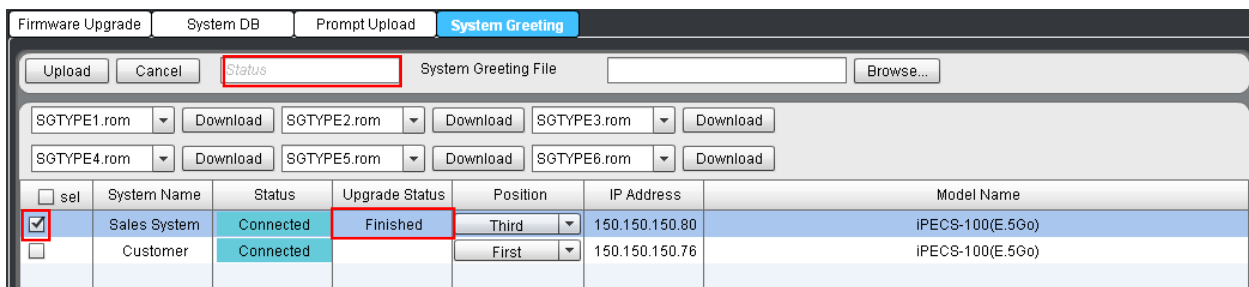 Firmware Upgrade System DB Prompt Upload System Greeting
Upload Cancel Status System Greeting File Browse...
SGTYPE1.rom Download SGTYPE2.rom Download SGTYPE3.rom Download
SGTYPE4.rom Download SGTYPE5.rom Download SGTYPE6.rom Download
sel System Name Status Upgrade Status Position IP Address Model Name
Sales System Connected Finished Third 150.150.150.80 iPECS-100(E.5Go)
Customer Connected First 150.150.150.76 iPECS-100(E.5Go)